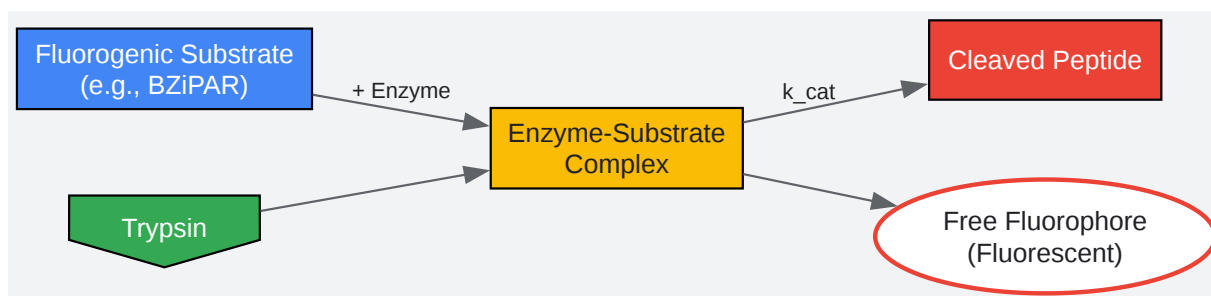 Fluorogenic Substrate
(e.g., BZiPAR)
+ Enzyme
Trypsin
Enzyme-Substrate
Complex
k_cat
Cleaved Peptide
Free Fluorophore
(Fluorescent)